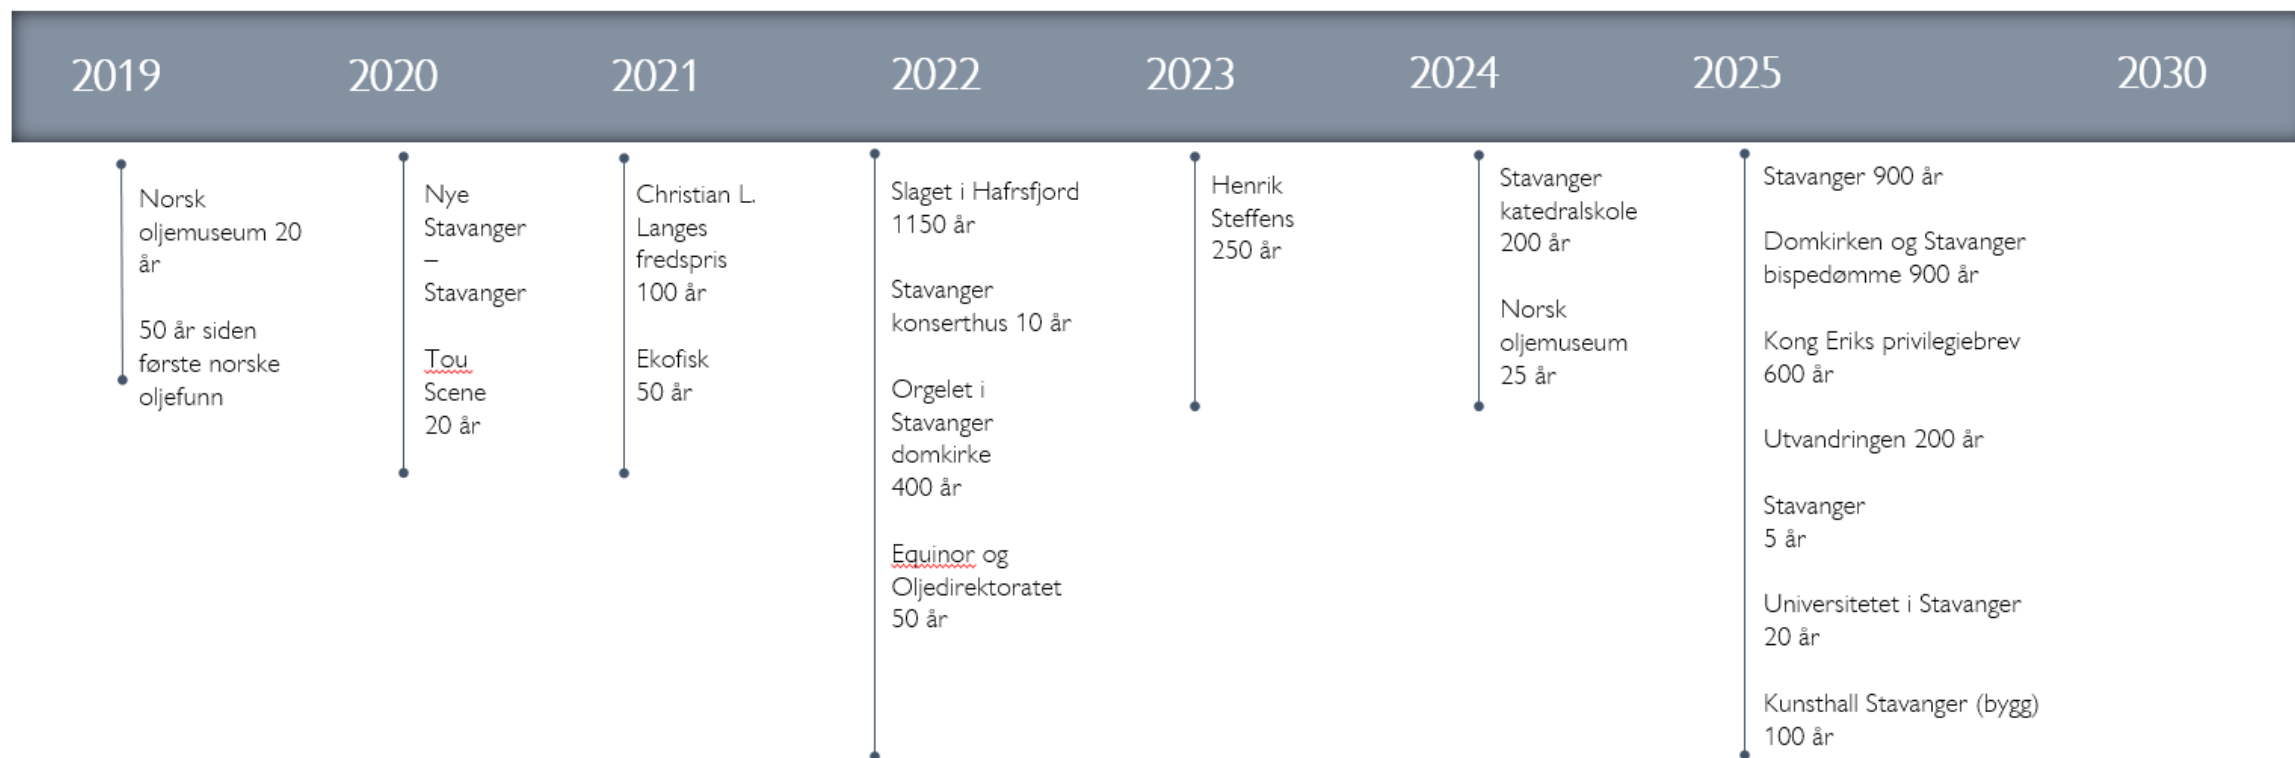 2019
2020
2021
2022
2023
2024
2025
2030
Norsk
oljemuseum 20
år
50 år siden
første norske
oljefunn
Nye
Stavanger
–
Stavanger
Tou
Scene
20 år
Christian L.
Langes
fredspris
100 år
Ekofisk
50 år
Slaget i Hafrsfjord
1150 år
Stavanger
konserthus 10 år
Orgelet i
Stavanger
domkirke
400 år
Equinor og
Oljedirektoratet
50 år
Henrik
Steffens
250 år
Stavanger
katedralskole
200 år
Norsk
oljemuseum
25 år
Stavanger 900 år
Domkirken og Stavanger
bispedømme 900 år
Kong Eriks privilegiebrev
600 år
Utvandringen 200 år
Stavanger
5 år
Universitetet i Stavanger
20 år
Kunsthall Stavanger (bygg)
100 år